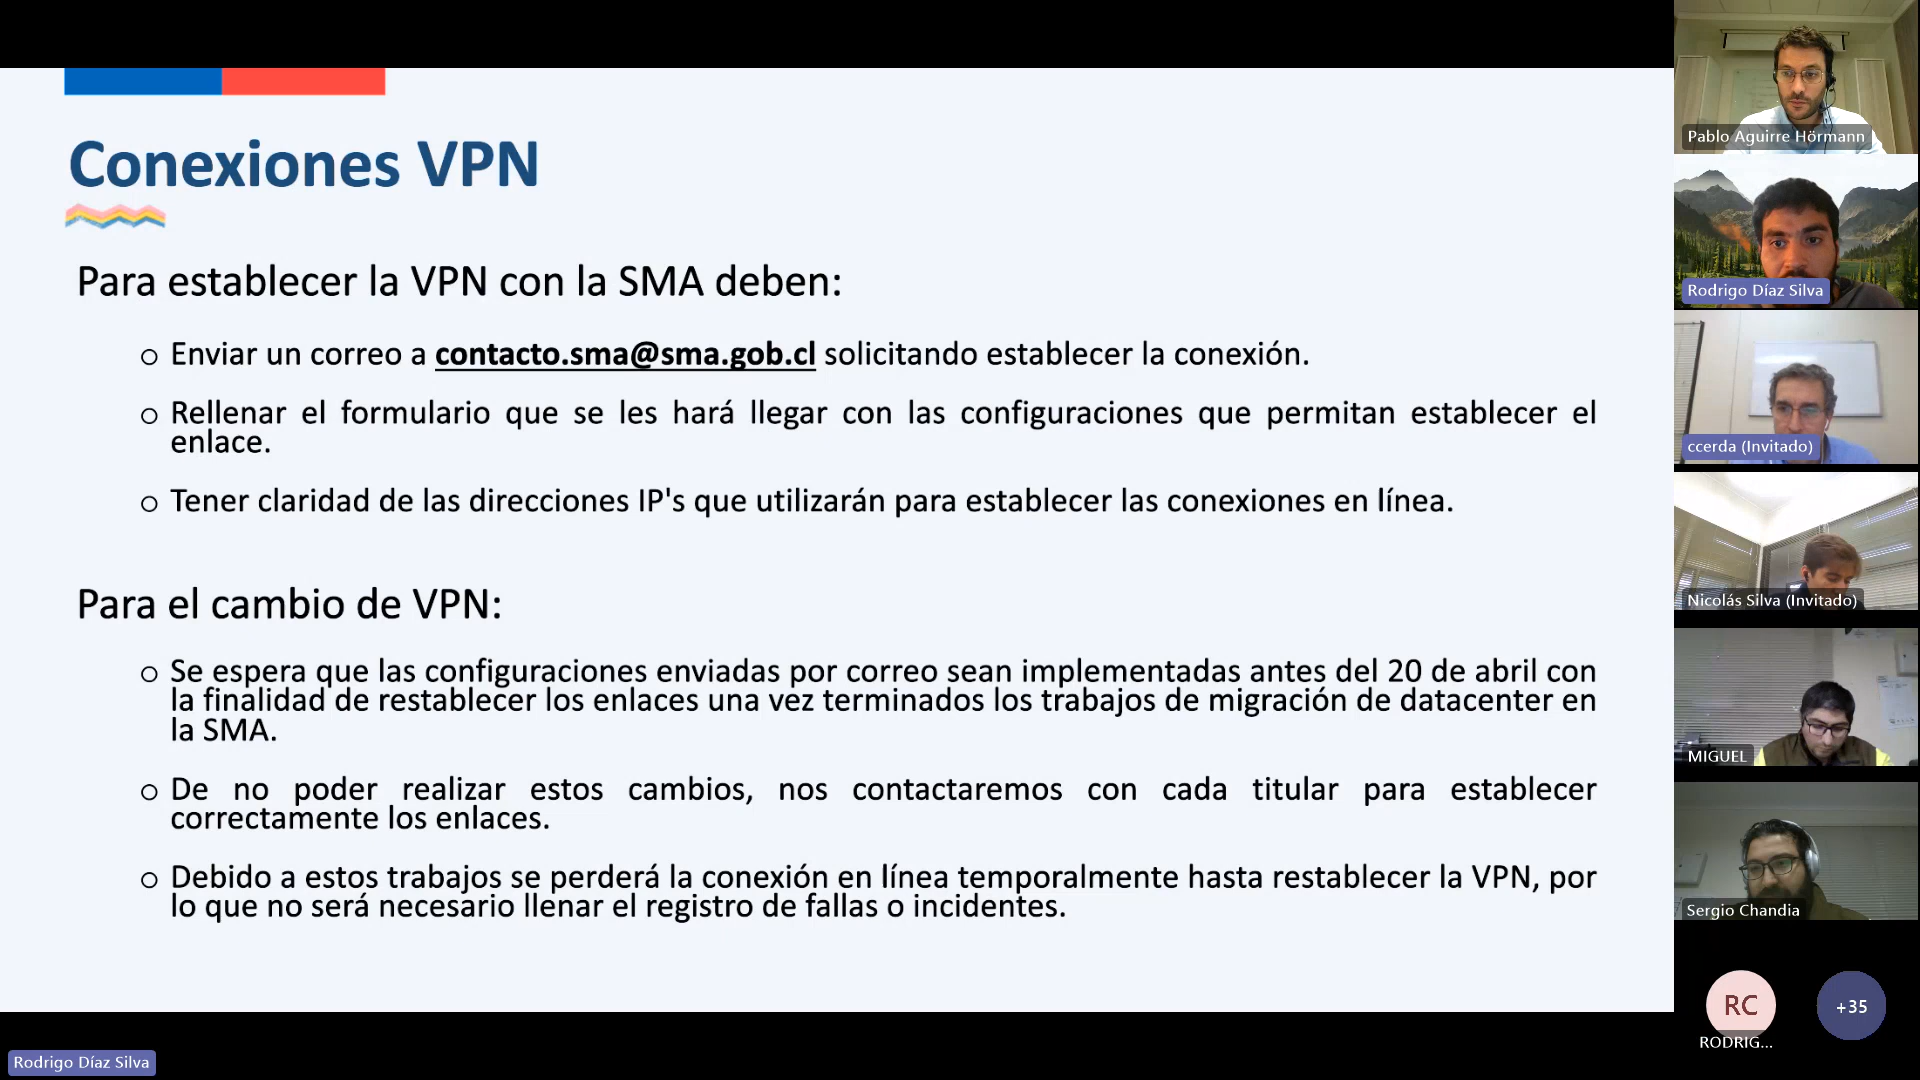 Conexiones VPN
Para establecer la VPN con la SMA deben:
o Enviar un correo a contacto.sma@sma.gob.cl solicitando establecer la conexión.
o Rellenar el formulario que se les hará llegar con las configuraciones que permitan establecer el
enlace.
o Tener claridad de las direcciones IP's que utilizarán para establecer las conexiones en línea.
Para el cambio de VPN:
o Se espera que las configuraciones enviadas por correo sean implementadas antes del 20 de abril con
la finalidad de restablecer los enlaces una vez terminados los trabajos de migración de datacenter en
la SMA.
o De no poder realizar estos cambios, nos contactaremos con cada titular para establecer
correctamente los enlaces.
o Debido a estos trabajos se perderá la conexión en línea temporalmente hasta restablecer la VPN, por
lo que no será necesario llenar el registro de fallas o incidentes.
Rodrigo Díaz Silva
Pablo Aguirre Hörmann
Rodrigo Díaz Silva
ccerda (Invitado)
Nicolás Silva (Invitado)
MIGUEL
Sergio Chandia
RC
+35
RODRIG...